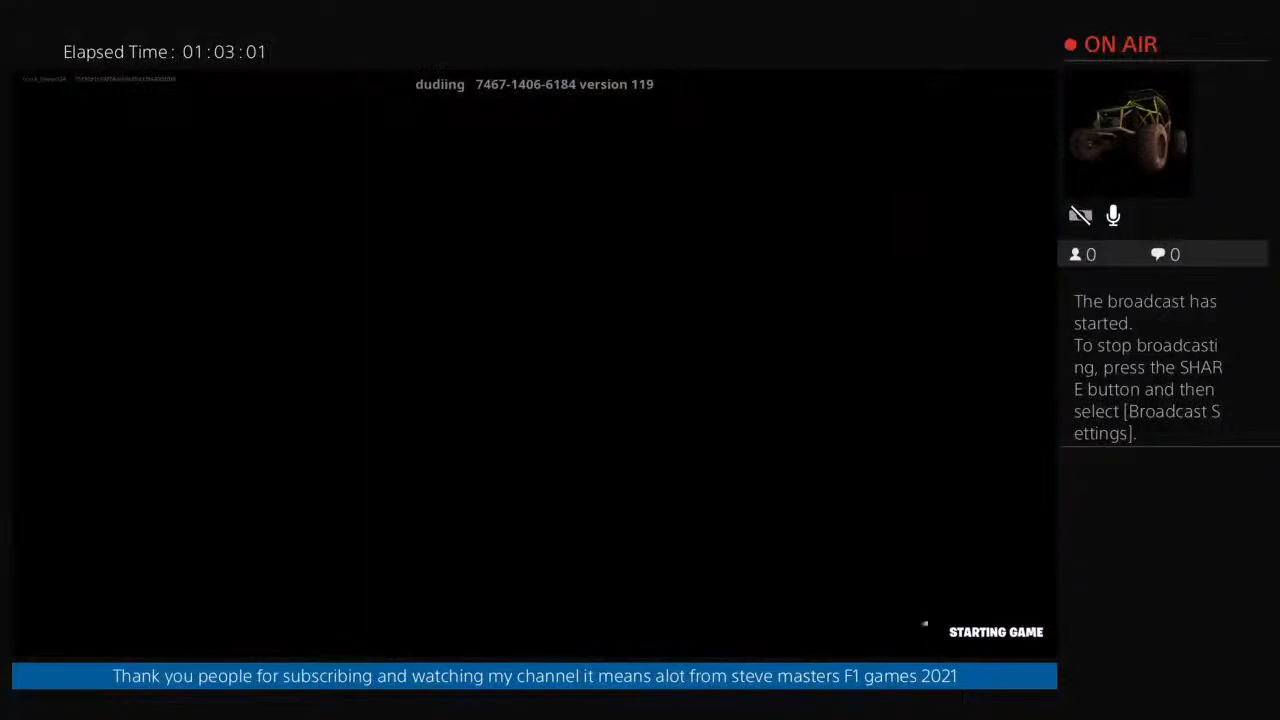 Elapsed Time: 01:03:01
ON AIR
dudiing 7467-1406-6184 version 119
0 0
The broadcast has
started.
To stop broadcasti
ng, press the SHAR
E button and then
select [Broadcast S
ettings].
STARTING GAME
Thank you people for subscribing and watching my channel it means alot from steve masters F1 games 2021